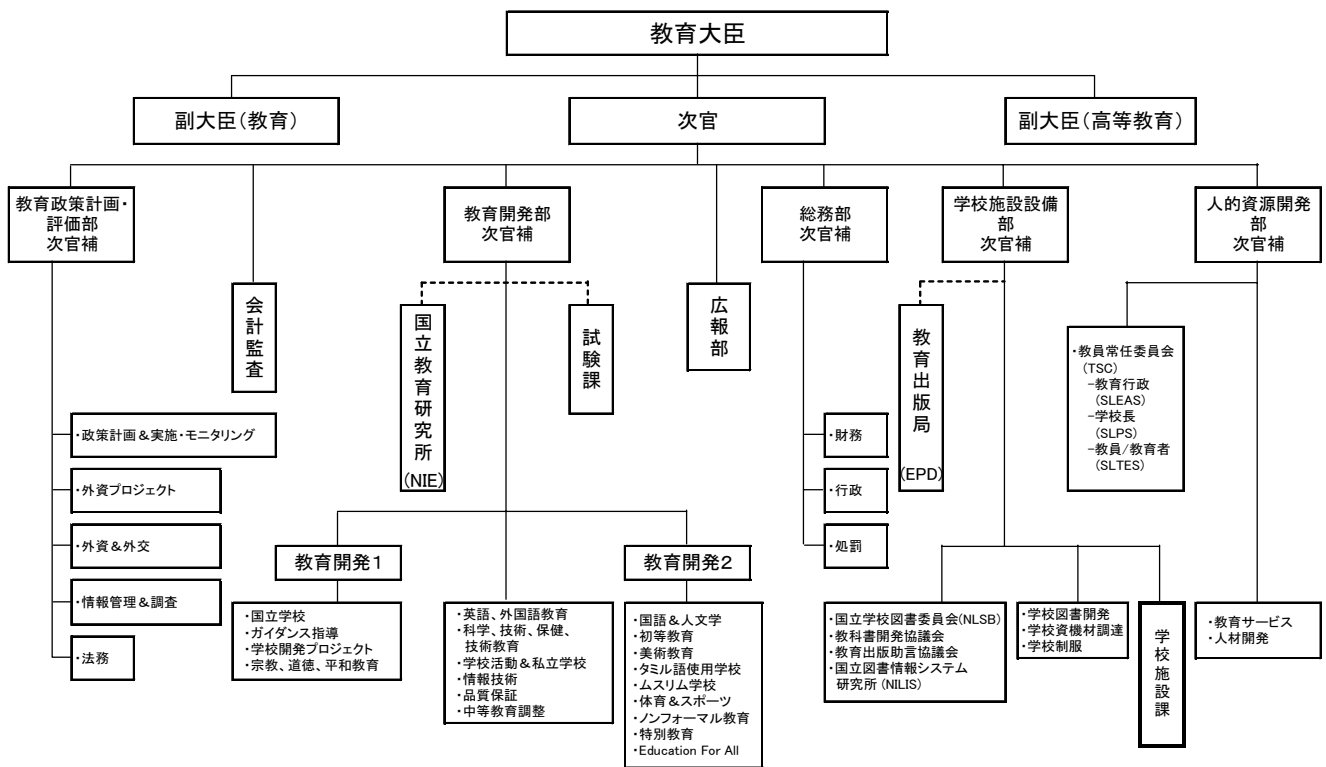 教育大臣
副大臣(教育)
次官
副大臣(高等教育)
教育政策計画・
評価部
次官補
教育開発部
次官補
総務部
次官補
学校施設設備
部
次官補
人的資源開発
部
次官補
会計監査
国立教育研究所
(NIE)
試験課
広報部
教育出版局
(EPD)
・教員常任委員会
(TSC)
−教育行政
(SLEAS)
−学校長
(SLPS)
−教員/教育者
(SLTES)
・政策計画&実施・モニタリング
・外資プロジェクト
・外資&外交
・情報管理&調査
・法務
・財務
・行政
・処罰
教育開発1
教育開発2
・国立学校
・ガイダンス指導
・学校開発プロジェクト
・宗教、道徳、平和教育
・英語、外国語教育
・科学、技術、保健、
技術教育
・学校活動&私立学校
・情報技術
・品質保証
・中等教育調整
・国語&人文学
・初等教育
・美術教育
・タミル語使用学校
・ムスリム学校
・体育&スポーツ
・ノンフォーマル教育
・特別教育
・Education For All
・国立学校図書委員会(NLSB)
・教科書開発協議会
・教育出版助言協議会
・国立図書情報システム
研究所 (NILIS)
・学校図書開発
・学校資機材調達
・学校制服
学校施設課
・教育サービス
・人材開発